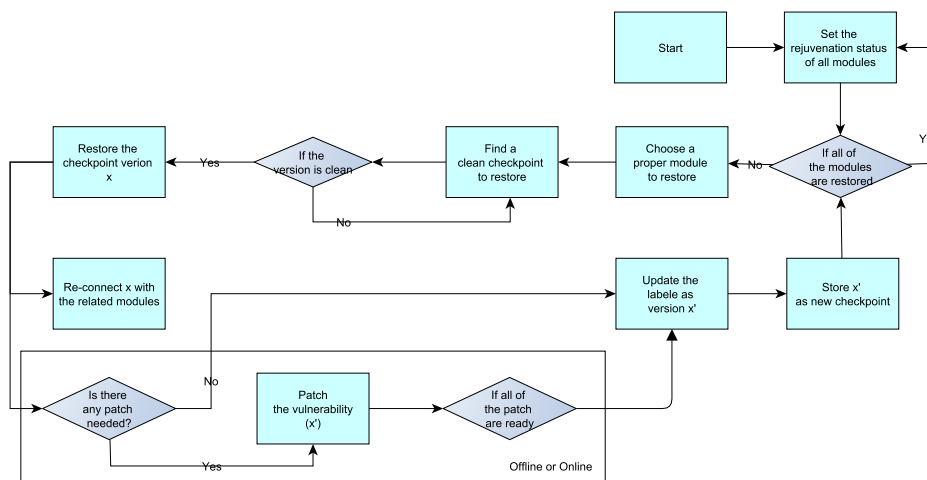 Start
Set the
rejuvenation status
of all modules
Restore the
checkpoint verion
x
Yes
If the
version is clean
No
Find a
clean checkpoint
to restore
Choose a
proper module
to restore
No
If all of
the modules
are restored
Y
Re-connect x with
the related modules
Update the
labele as
version x'
Store x'
as new checkpoint
No
Is there
any patch
needed?
Yes
Patch
the vulnerability
(x')
If all of
the patch
are ready
Offline or Online